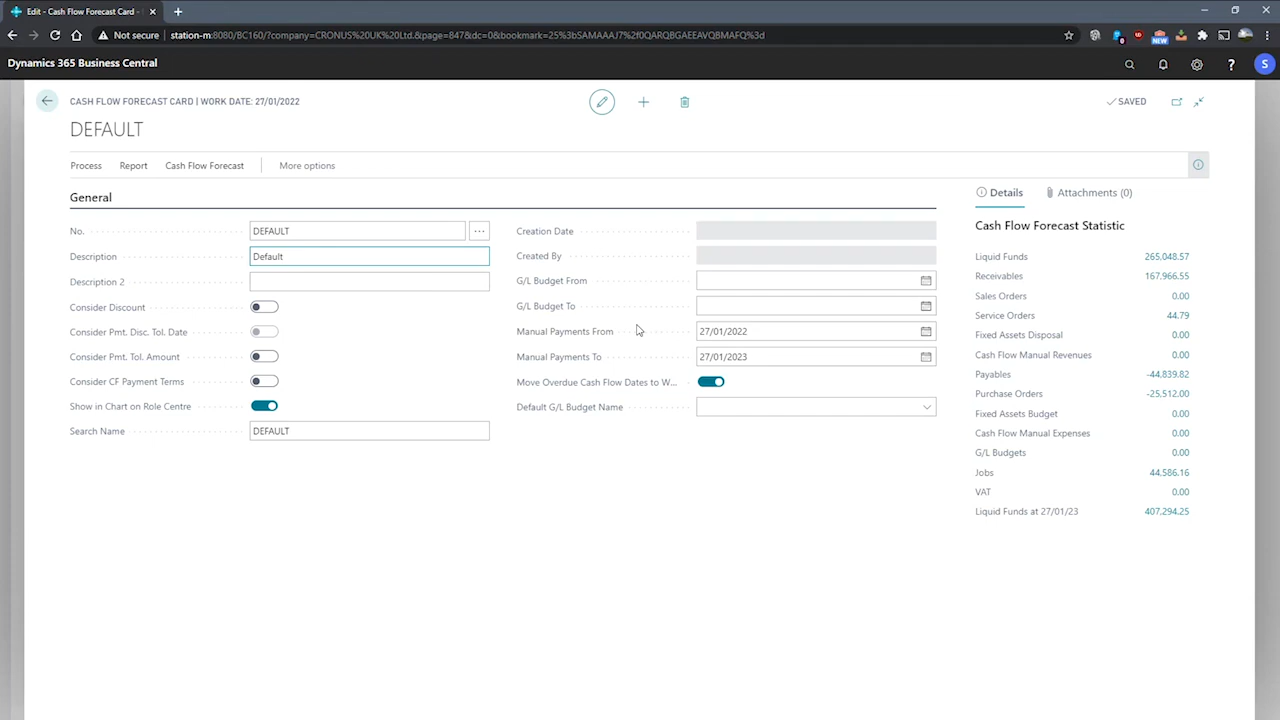 Edit - Cash Flow Forecast Card -
Not secure
station-m:8080/BC160/?company=CRONUS%20UK%20Ltd.&page=847&dc=0&bookmark=25%3bSAMAAAJ7%2f0QARQBGAEEAVQBMAFQ%3d
0
NEW
Dynamics 365 Business Central
?
S
CASH FLOW FORECAST CARD | WORK DATE: 27/01/2022
SAVED
DEFAULT
Process Report Cash Flow Forecast More options
General
No.
DEFAULT
Description
Default
Description 2
Consider Discount
Consider Pmt. Disc. Tol. Date
Consider Pmt. Tol. Amount
Consider CF Payment Terms
Show in Chart on Role Centre
Search Name
DEFAULT
Creation Date
Created By
G/L Budget From
G/L Budget To
Manual Payments From
27/01/2022
Manual Payments To
27/01/2023
Move Overdue Cash Flow Dates to W...
Default G/L Budget Name
Details Attachments (0)
Cash Flow Forecast Statistic
Liquid Funds 265,048.57
Receivables 167,966.55
Sales Orders 0.00
Service Orders 44.79
Fixed Assets Disposal 0.00
Cash Flow Manual Revenues 0.00
Payables -44,839.82
Purchase Orders -25,512.00
Fixed Assets Budget 0.00
Cash Flow Manual Expenses 0.00
G/L Budgets 0.00
Jobs 44,586.16
VAT 0.00
Liquid Funds at 27/01/23 407,294.25